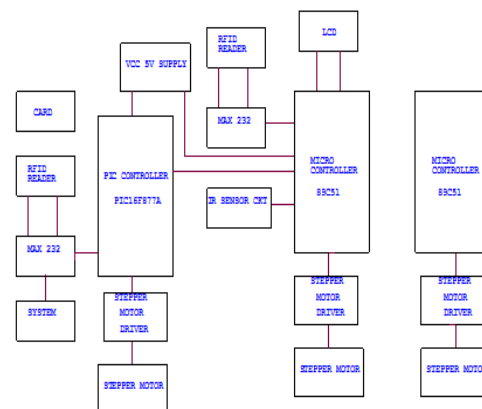 LCD
RFID
READER
VCC 5V SUPPLY
CARD
MAX 232
PIC CONTROLLER
PIC16F877A
MICRO
CONTROLLER
89C51
MICRO
CONTROLLER
89C51
RFID
READER
IR SENSOR CKT
MAX 232
SYSTEM
STEPPER
MOTOR
DRIVER
STEPPER
MOTOR
DRIVER
STEPPER
MOTOR
DRIVER
STEPPER MOTOR
STEPPER MOTOR
STEPPER MOTO